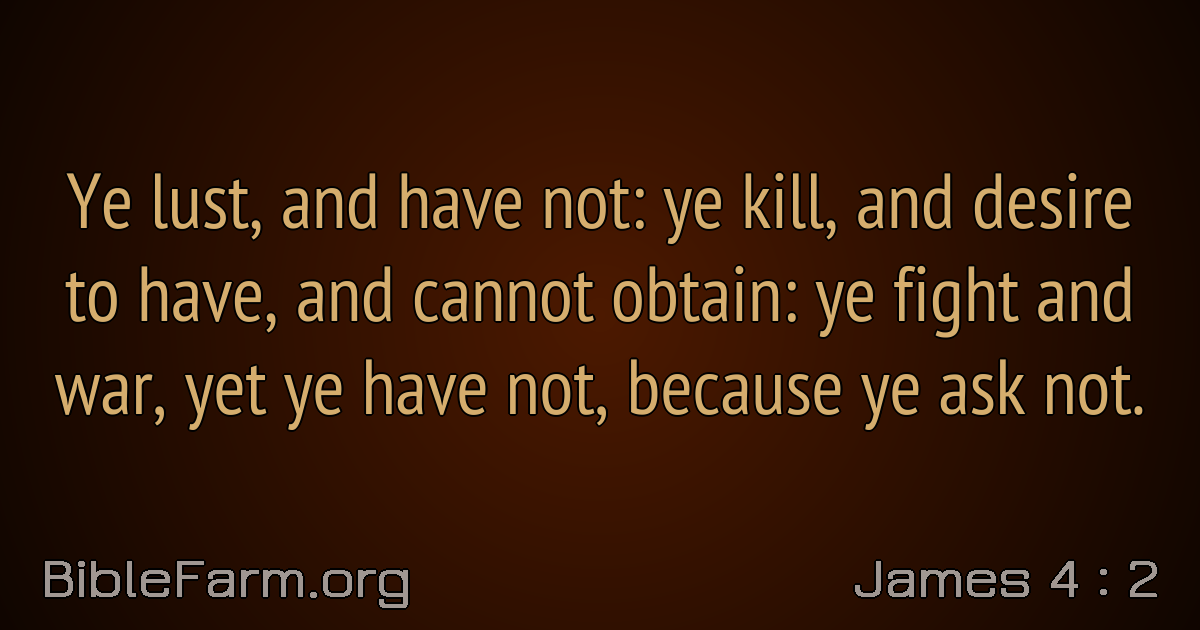 Ye lust, and have not: ye kill, and desire
to have, and cannot obtain: ye fight and
war, yet ye have not, because ye ask not.
BibleFarm.org
James 4 : 2